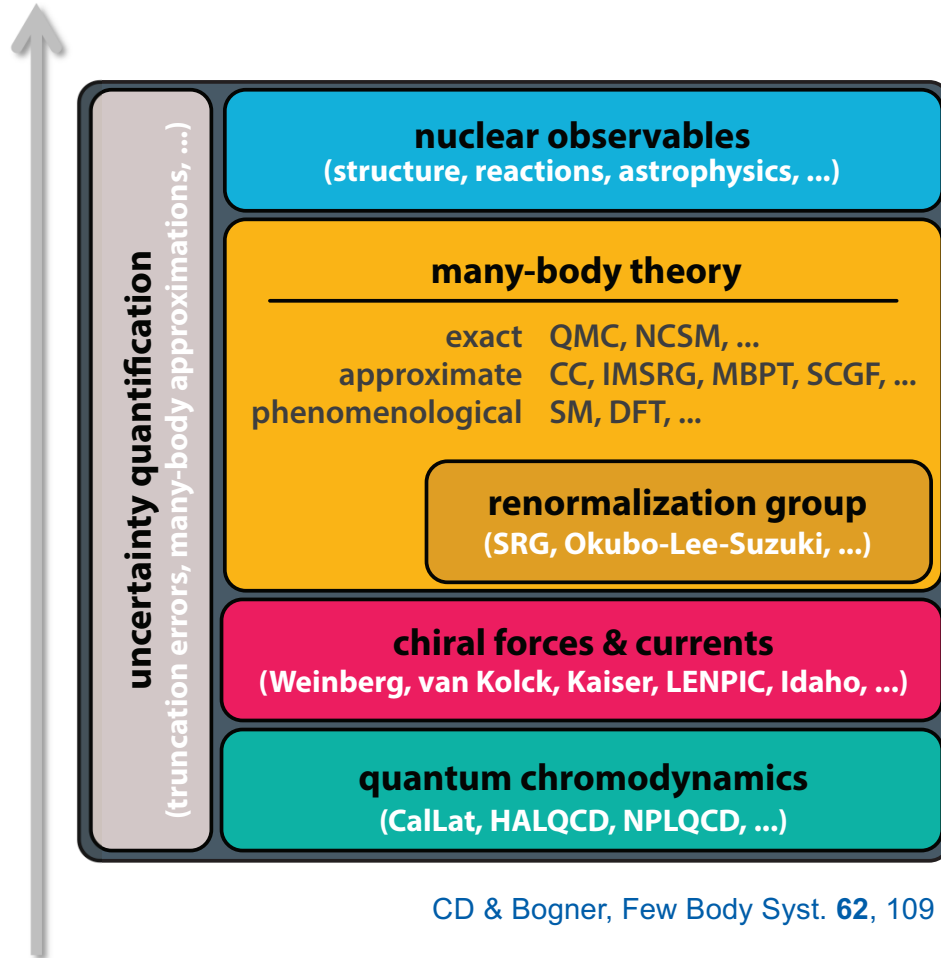 nuclear observables
(structure, reactions, astrophysics, ...)
many-body theory
exact QMC, NCSM, ...
approximate CC, IMSRG, MBPT, SCGF, ...
phenomenological SM, DFT, ...
renormalization group
(SRG, Okubo-Lee-Suzuki, ...)
chiral forces & currents
(Weinberg, van Kolck, Kaiser, LENPIC, Idaho, ...)
quantum chromodynamics
(CalLat, HALQCD, NPLQCD, ...)
uncertainty quantification
(truncation errors, many-body approximations, ...)
CD & Bogner, Few Body Syst. 62, 109